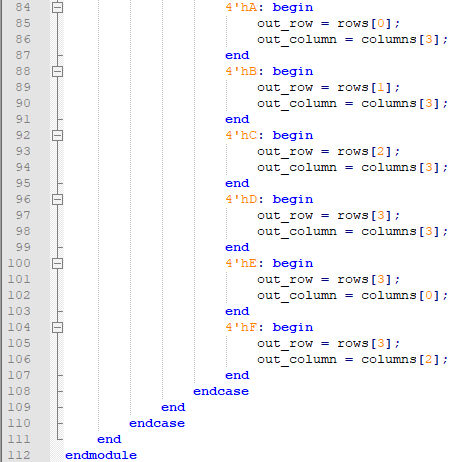 84 4'hA: begin
85 out_row = rows[0];
86 out_column = columns[3];
87 end
88 4'hB: begin
89 out_row = rows[1];
90 out_column = columns[3];
91 end
92 4'hC: begin
93 out_row = rows[2];
94 out_column = columns[3];
95 end
96 4'hD: begin
97 out_row = rows[3];
98 out_column = columns[3];
99 end
100 4'hE: begin
101 out_row = rows[3];
102 out_column = columns[0];
103 end
104 4'hF: begin
105 out_row = rows[3];
106 out_column = columns[2];
107 end
108 endcase
109 end
110 endcase
111 end
112 endmodule